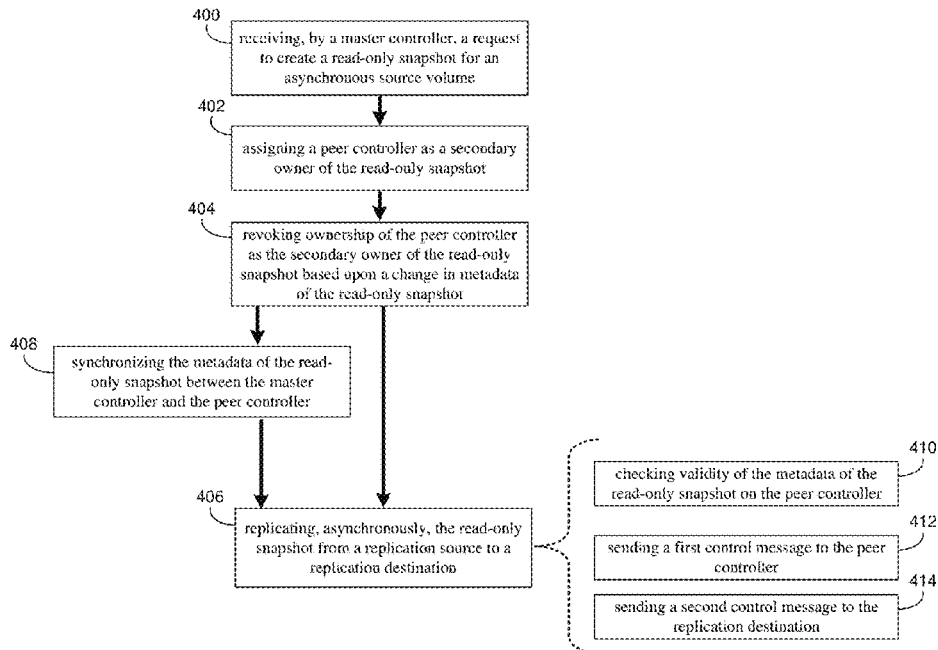 400
receiving, by a master controller, a request
to create a read-only snapshot for an
asynchronous source volume
402
assigning a peer controller as a secondary
owner of the read-only snapshot
404
revoking ownership of the peer controller
as the secondary owner of the read-only
snapshot based upon a change in metadata
of the read-only snapshot
408
synchronizing the metadata of the read-
only snapshot between the master
controller and the peer controller
406
replicating, asynchronously, the read-only
snapshot from a replication source to a
replication destination
410
checking validity of the metadata of the
read-only snapshot on the peer controller
412
sending a first control message to the peer
controller
414
sending a second control message to the
replication destination